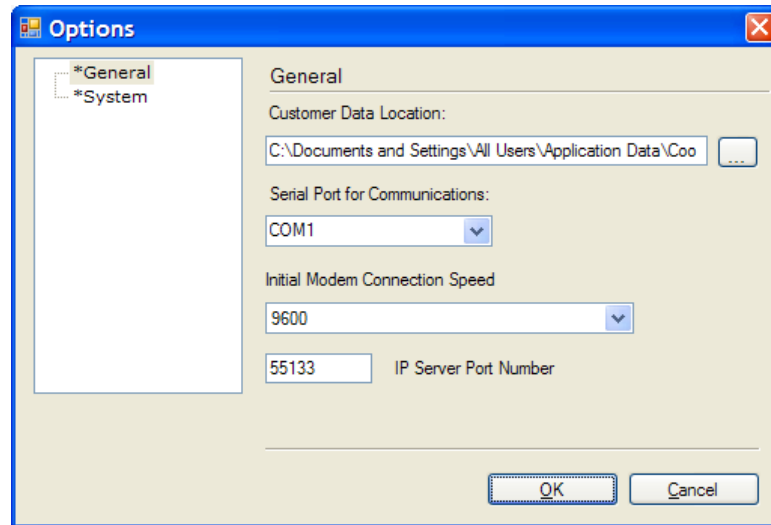 Options
*General
*System
General
Customer Data Location:
C:\Documents and Settings\All Users\Application Data\Coo
...
Serial Port for Communications:
COM1
Initial Modem Connection Speed
9600
55133 IP Server Port Number
OK Cancel